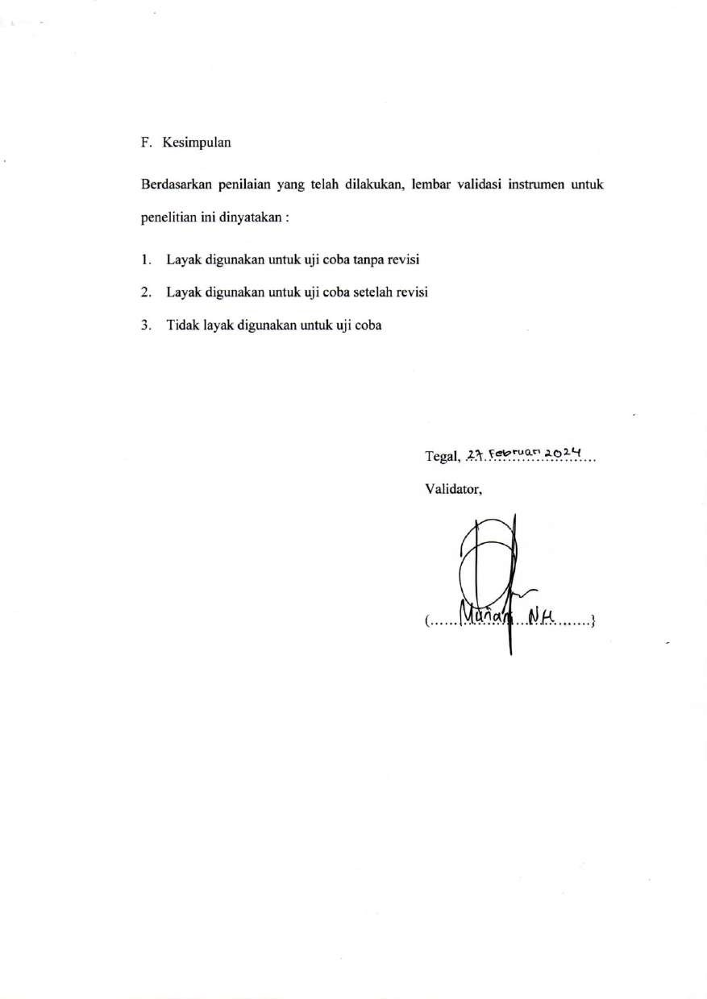 F. Kesimpulan
Berdasarkan penilaian yang telah dilakukan, lembar validasi instrumen untuk
penelitian ini dinyatakan :
1. Layak digunakan untuk uji coba tanpa revisi
2. Layak digunakan untuk uji coba setelah revisi
3. Tidak layak digunakan untuk uji coba
Tegal, 27 Februari 2024
Validator,
(...... NH ........)